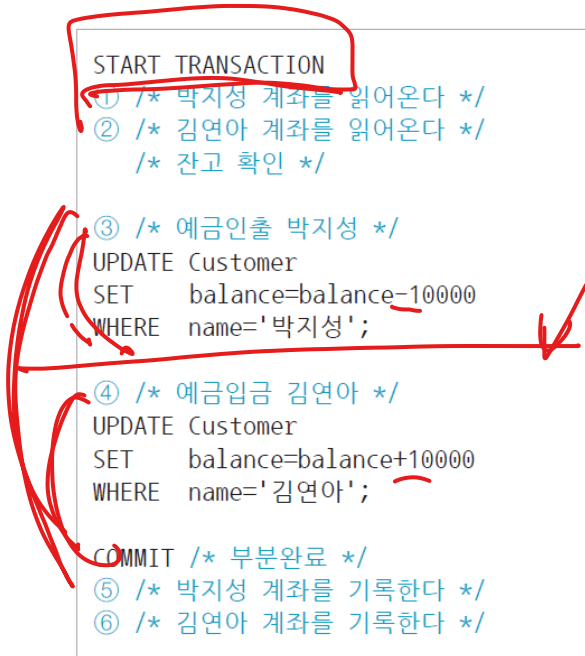 START TRANSACTION
① /* 박지성 계좌를 읽어온다 */
② /* 김연아 계좌를 읽어온다 */
/* 잔고 확인 */
③ /* 예금인출 박지성 */
UPDATE Customer
SET balance=balance-10000
WHERE name='박지성';
④ /* 예금입금 김연아 */
UPDATE Customer
SET balance=balance+10000
WHERE name='김연아';
COMMIT /* 부분완료 */
⑤ /* 박지성 계좌를 기록한다 */
⑥ /* 김연아 계좌를 기록한다 */